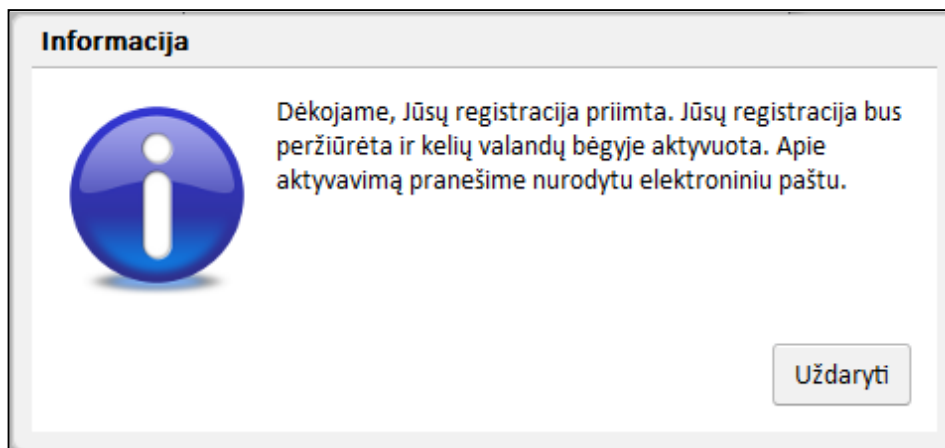 Informacija
Dėkojame, Jūsų registracija priimta. Jūsų registracija bus
peržiūrėta ir kelių valandų bėgyje aktyvuota. Apie
aktyvavimą pranešime nurodytu elektroniniu paštu.
Uždaryti